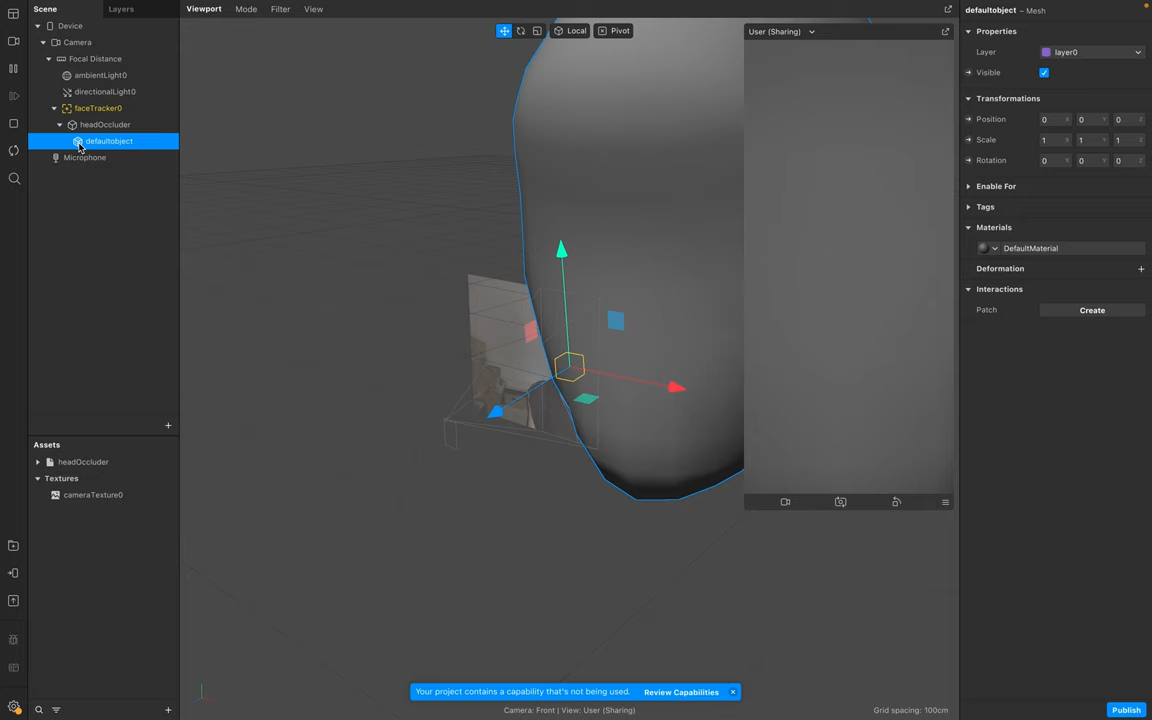 Scene
Layers
Viewport
Mode
Filter
View
defaultobject – Mesh
Device
Camera
Focal Distance
ambientLight0
directionalLight0
faceTracker0
headOccluder
defaultobject
Microphone
Local
Pivot
User (Sharing)
Properties
Layer
layer0
Visible
Transformations
Position 0 X 0 Y 0 Z
Scale 1 X 1 Y 1 Z
Rotation 0 X 0 Y 0 Z
Enable For
Tags
Materials
DefaultMaterial
Deformation
Interactions
Patch
Create
Assets
headOccluder
Textures
cameraTexture0
Your project contains a capability that's not being used. Review Capabilities
Camera: Front | View: User (Sharing)
Grid spacing: 100cm
Publish